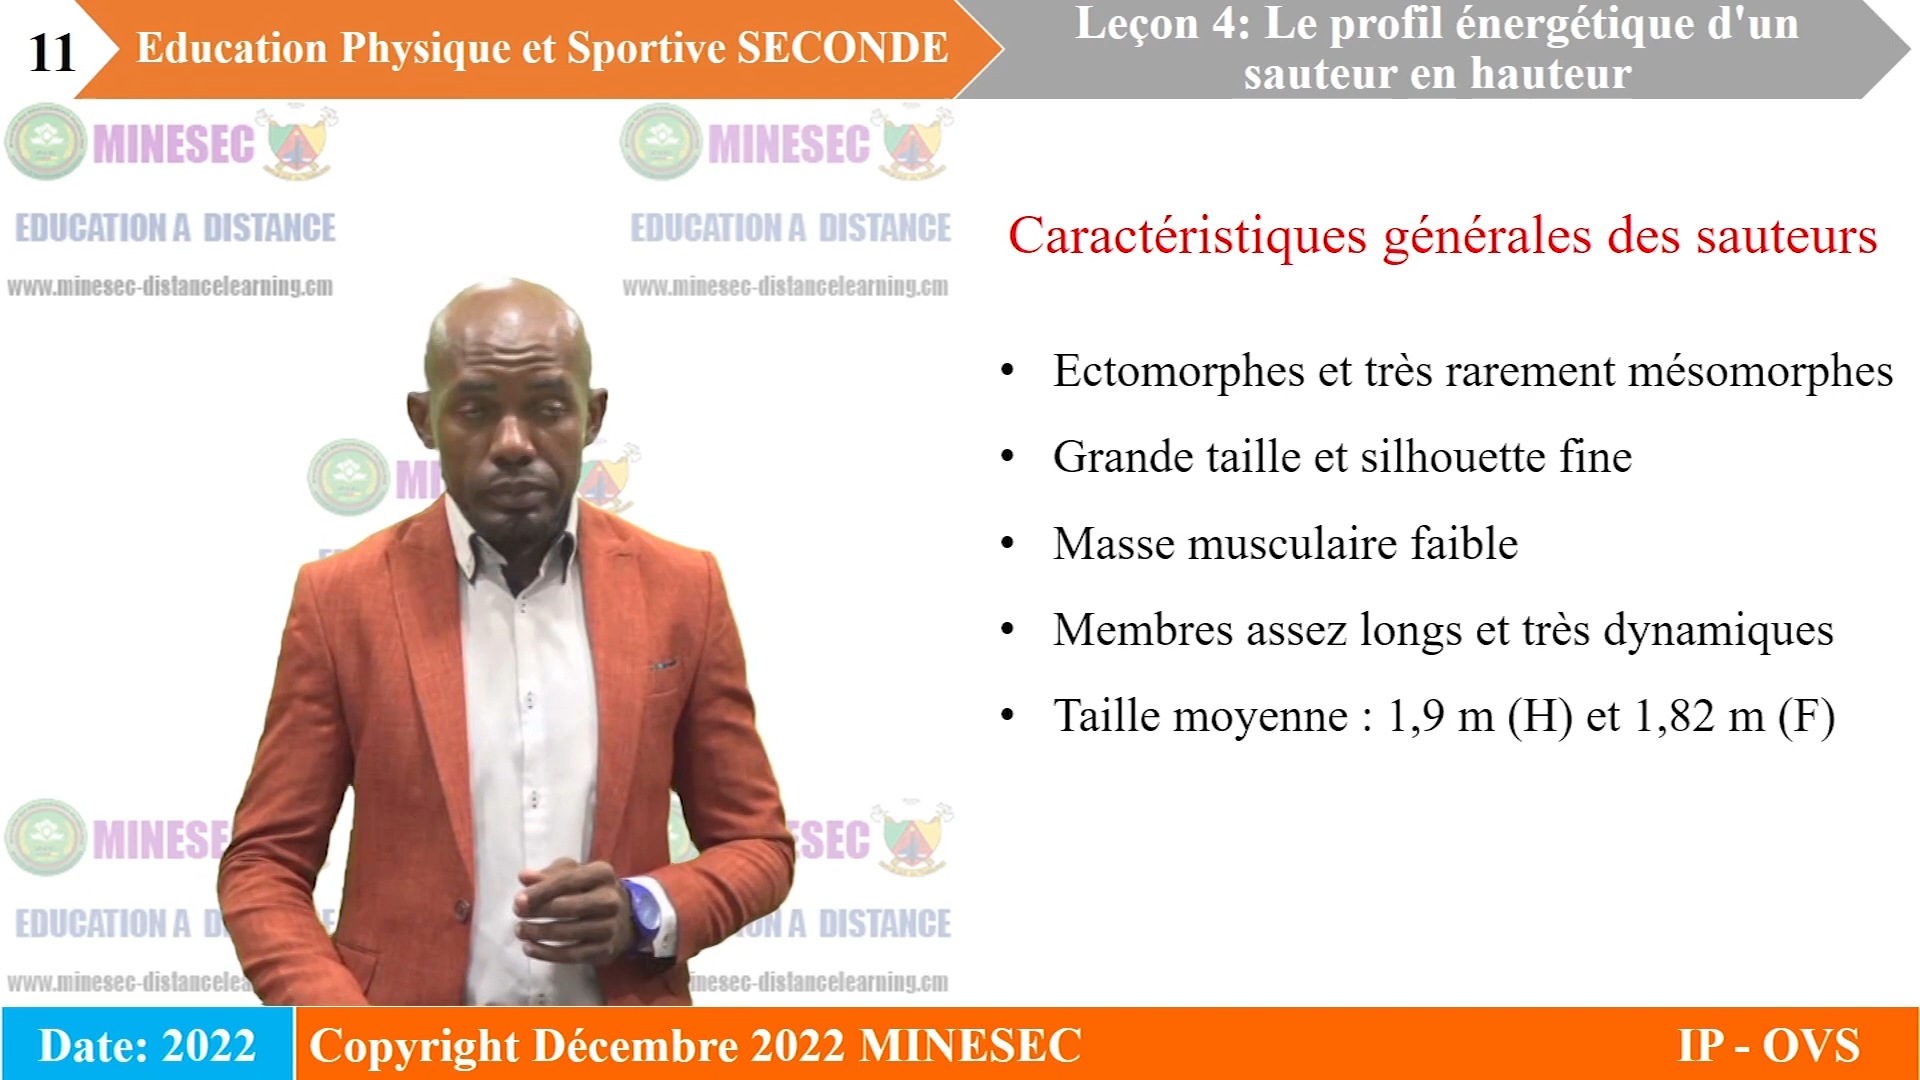 11
Education Physique et Sportive SECONDE
Leçon 4: Le profil énergétique d'un
sauteur en hauteur
MINESEC
EDUCATION A DISTANCE
www.minesec-distancelearning.cm
MINESEC
EDUCATION A DISTANCE
www.minesec-distancelearning.cm
Caractéristiques générales des sauteurs
• Ectomorphes et très rarement mésomorphes
• Grande taille et silhouette fine
• Masse musculaire faible
• Membres assez longs et très dynamiques
• Taille moyenne : 1,9 m (H) et 1,82 m (F)
Date: 2022
Copyright Décembre 2022 MINESEC
IP - OVS